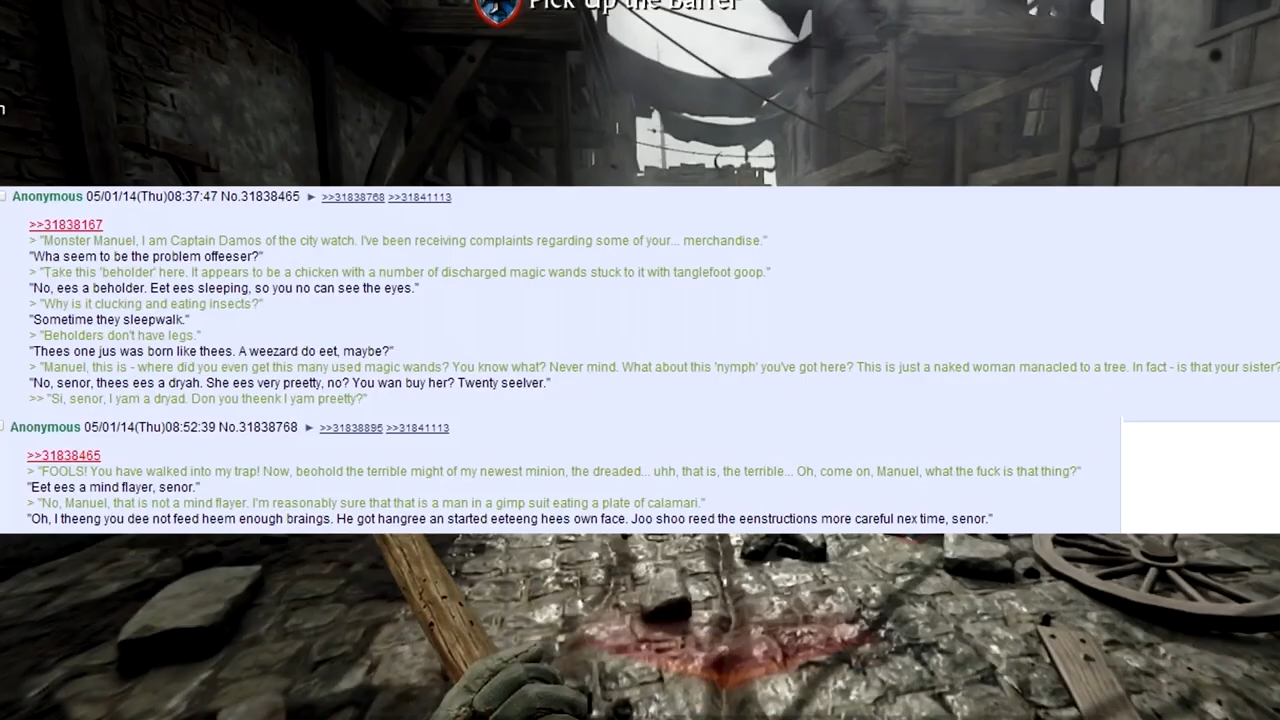 Pick Up the Barrel
n
Anonymous 05/01/14(Thu)08:37:47 No.31838465 ► >>31838768 >>31841113
>>31838167
> "Monster Manuel, I am Captain Damos of the city watch. I've been receiving complaints regarding some of your... merchandise."
"Wha seem to be the problem offeeser?"
> "Take this 'beholder' here. It appears to be a chicken with a number of discharged magic wands stuck to it with tanglefoot goop."
"No, ees a beholder. Eet ees sleeping, so you no can see the eyes."
> "Why is it clucking and eating insects?"
"Sometime they sleepwalk."
> "Beholders don't have legs."
"Thees one jus was born like thees. A weezard do eet, maybe?"
> "Manuel, this is - where did you even get this many used magic wands? You know what? Never mind. What about this 'nymph' you've got here? This is just a naked woman manacled to a tree. In fact - is that your sister?
"No, senor, thees ees a dryah. She ees very preetty, no? You wan buy her? Twenty seelver."
>> "Si, senor, I yam a dryad. Don you theenk I yam preetty?"
Anonymous 05/01/14(Thu)08:52:39 No.31838768 ► >>31838895 >>31841113
>>31838465
> "FOOLS! You have walked into my trap! Now, beohold the terrible might of my newest minion, the dreaded... uhh, that is, the terrible... Oh, come on, Manuel, what the fuck is that thing?"
"Eet ees a mind flayer, senor."
> "No, Manuel, that is not a mind flayer. I'm reasonably sure that that is a man in a gimp suit eating a plate of calamari."
"Oh, I theeng you dee not feed heem enough braings. He got hangree an started eeteeng hees own face. Joo shoo reed the eenstructions more careful nex time, senor."